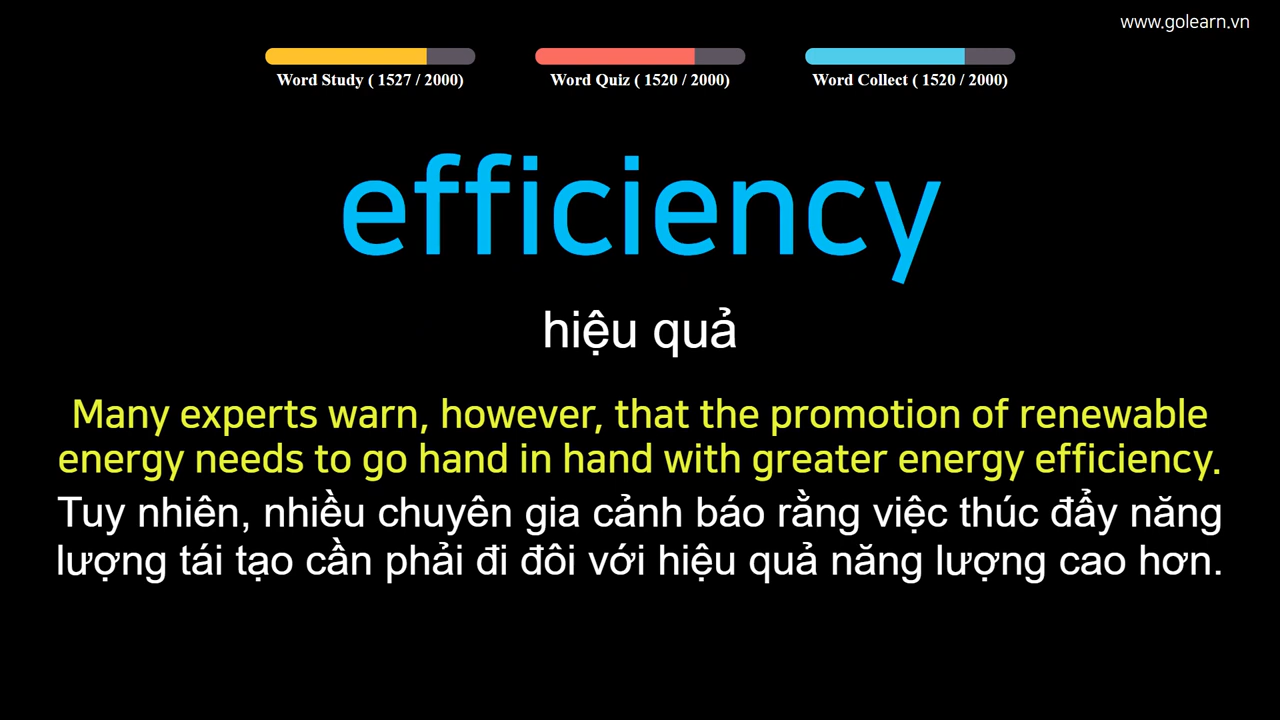 www.golearn.vn
Word Study ( 1527 / 2000)
Word Quiz ( 1520 / 2000)
Word Collect ( 1520 / 2000)
efficiency
hiệu quả
Many experts warn, however, that the promotion of renewable
energy needs to go hand in hand with greater energy efficiency.
Tuy nhiên, nhiều chuyên gia cảnh báo rằng việc thúc đẩy năng
lượng tái tạo cần phải đi đôi với hiệu quả năng lượng cao hơn.